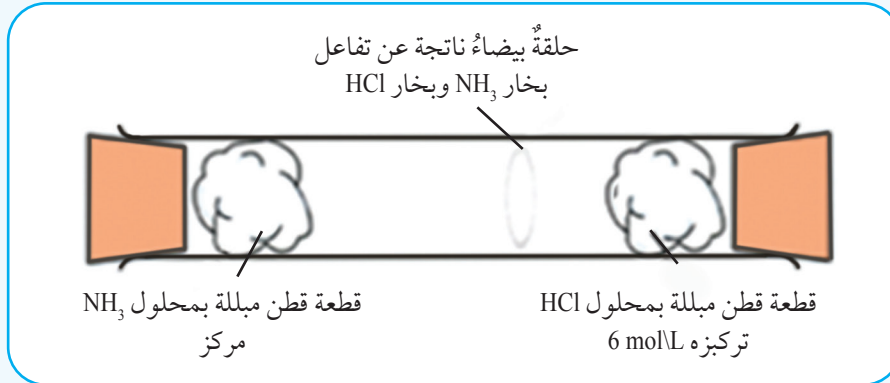 حلقةٌ بيضاءُ ناتجة عن تفاعل
بخار NH₃ وبخار HCl
قطعة قطن مبللة بمحلول HCl
تركبزه 6 mol\L
قطعة قطن مبللة بمحلول NH₃
مركز